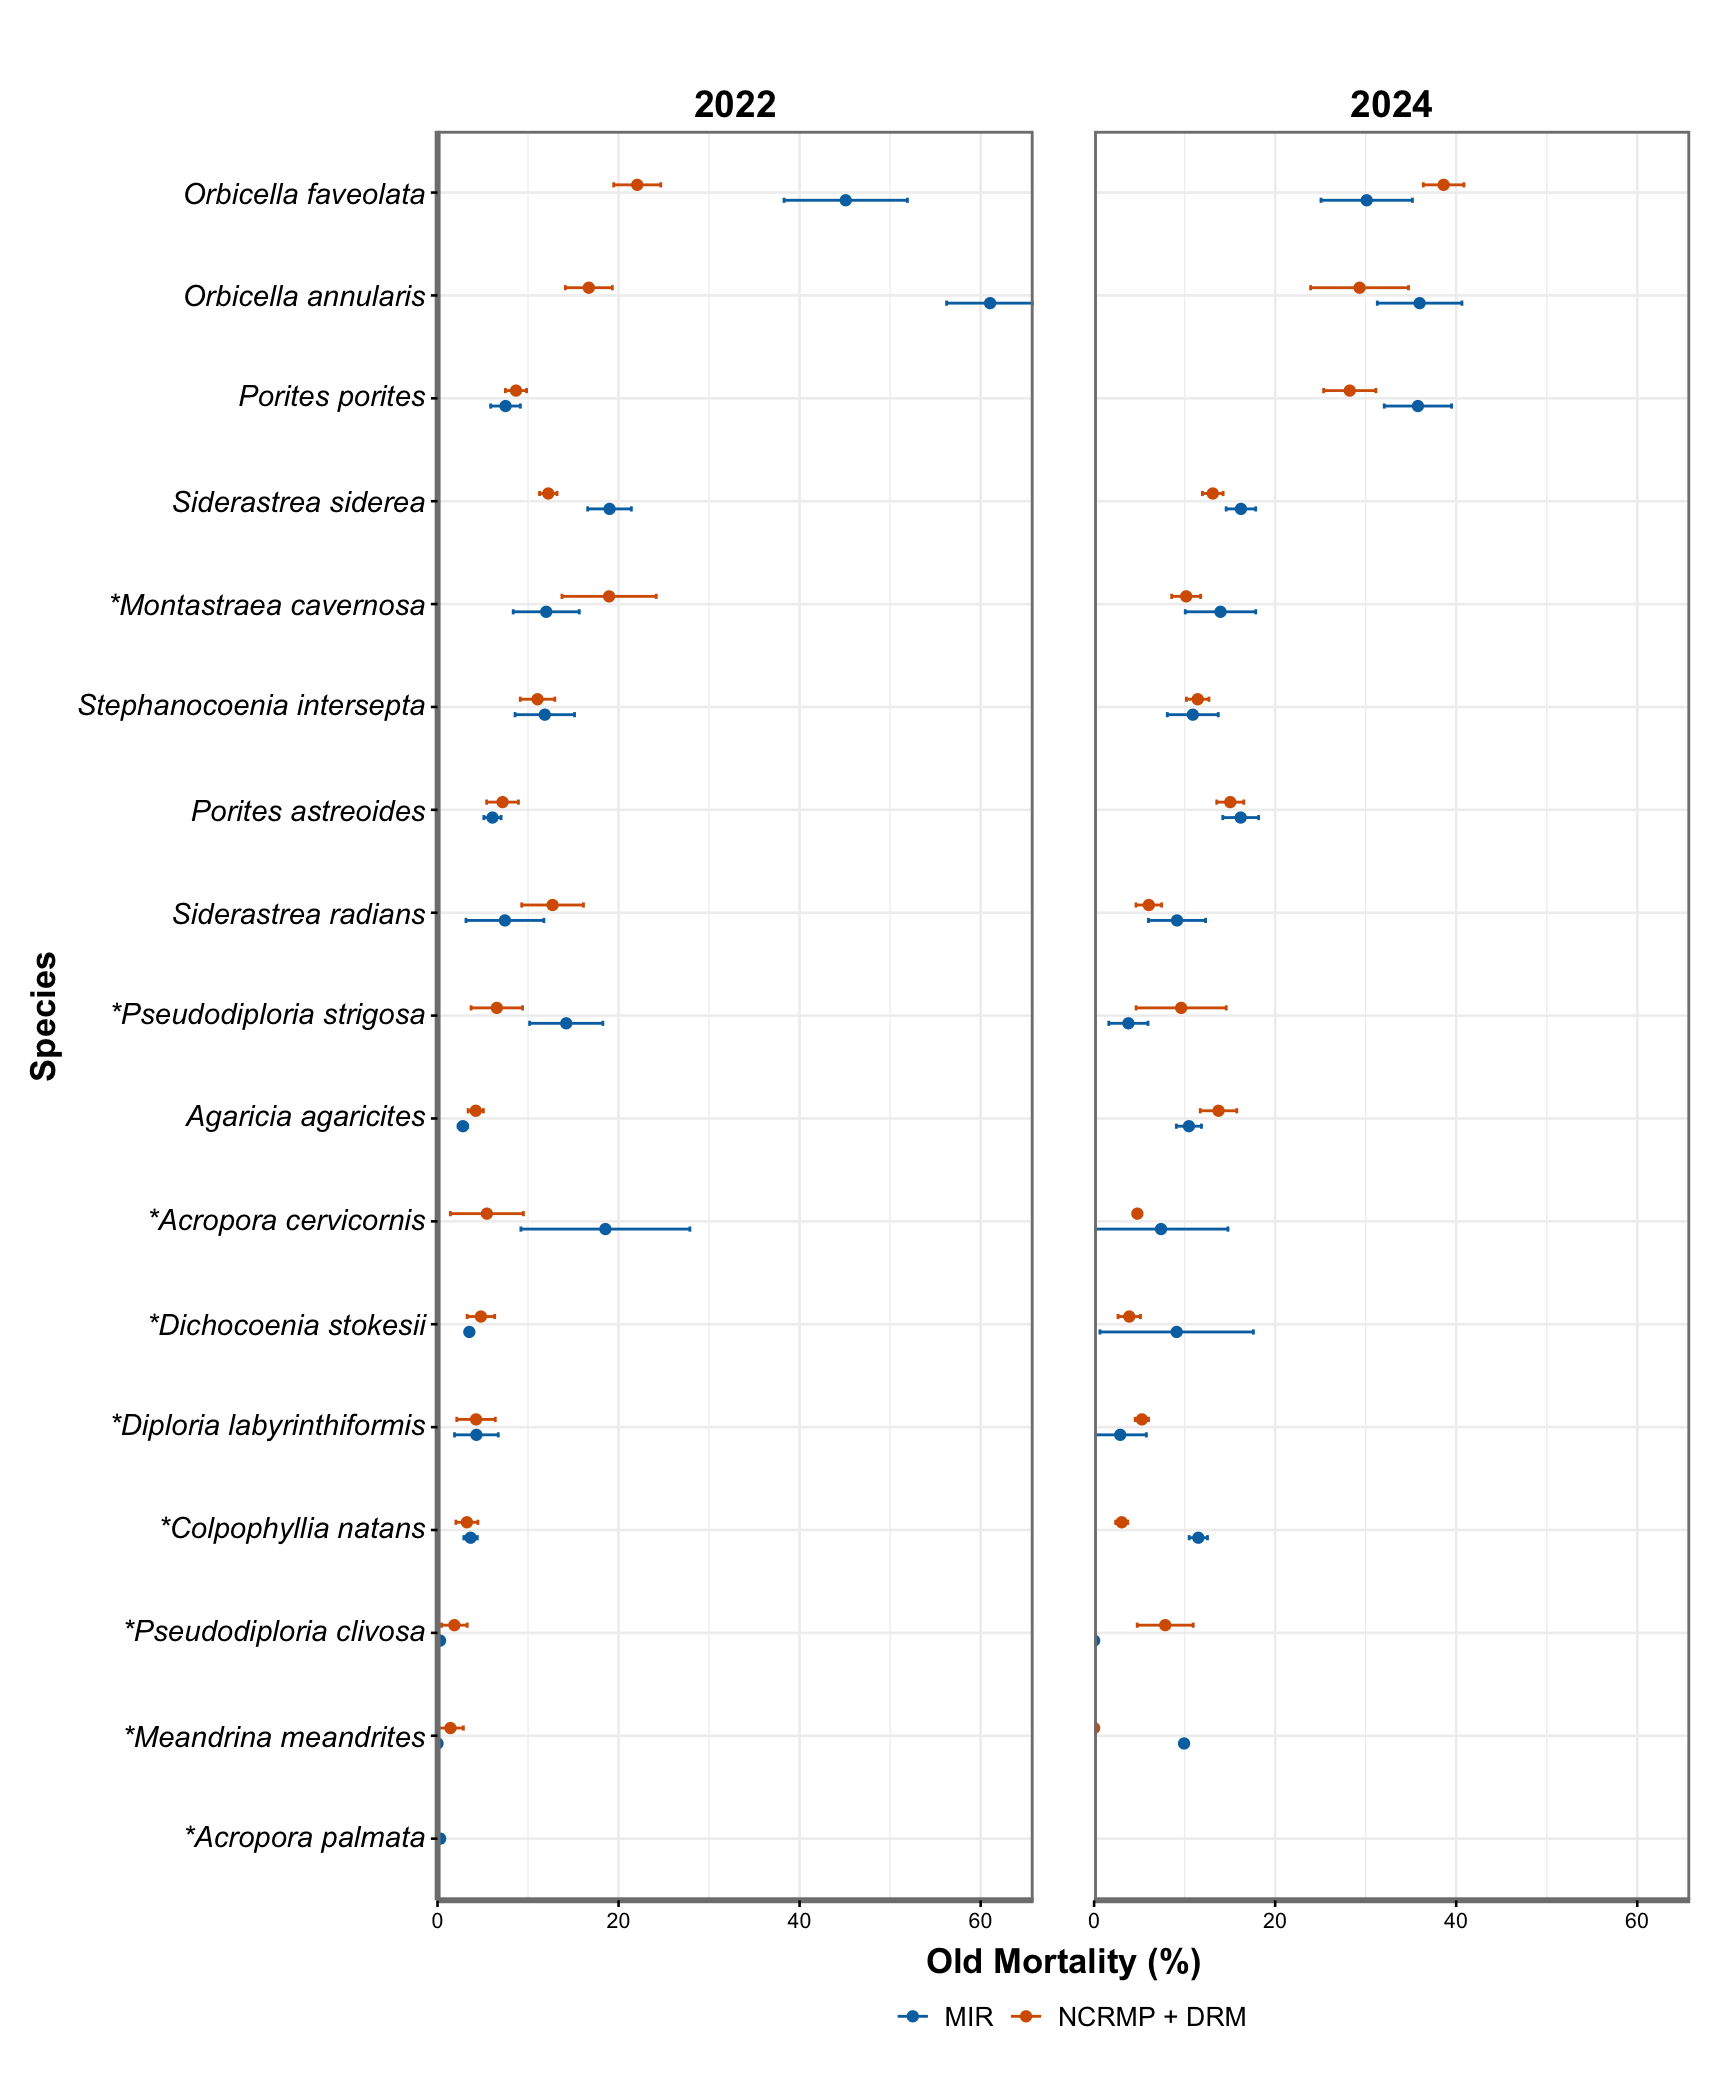 2022 2024
Orbicella faveolata
Orbicella annularis
Porites porites
Siderastrea siderea
*Montastraea cavernosa
Stephanocoenia intersepta
Porites astreoides
Siderastrea radians
*Pseudodiploria strigosa
Agaricia agaricites
*Acropora cervicornis
*Dichocoenia stokesii
*Diploria labyrinthiformis
*Colpophyllia natans
*Pseudodiploria clivosa
*Meandrina meandrites
*Acropora palmata
Species
0 20 40 60 0 20 40 60
Old Mortality (%)
MIR NCRMP + DRM